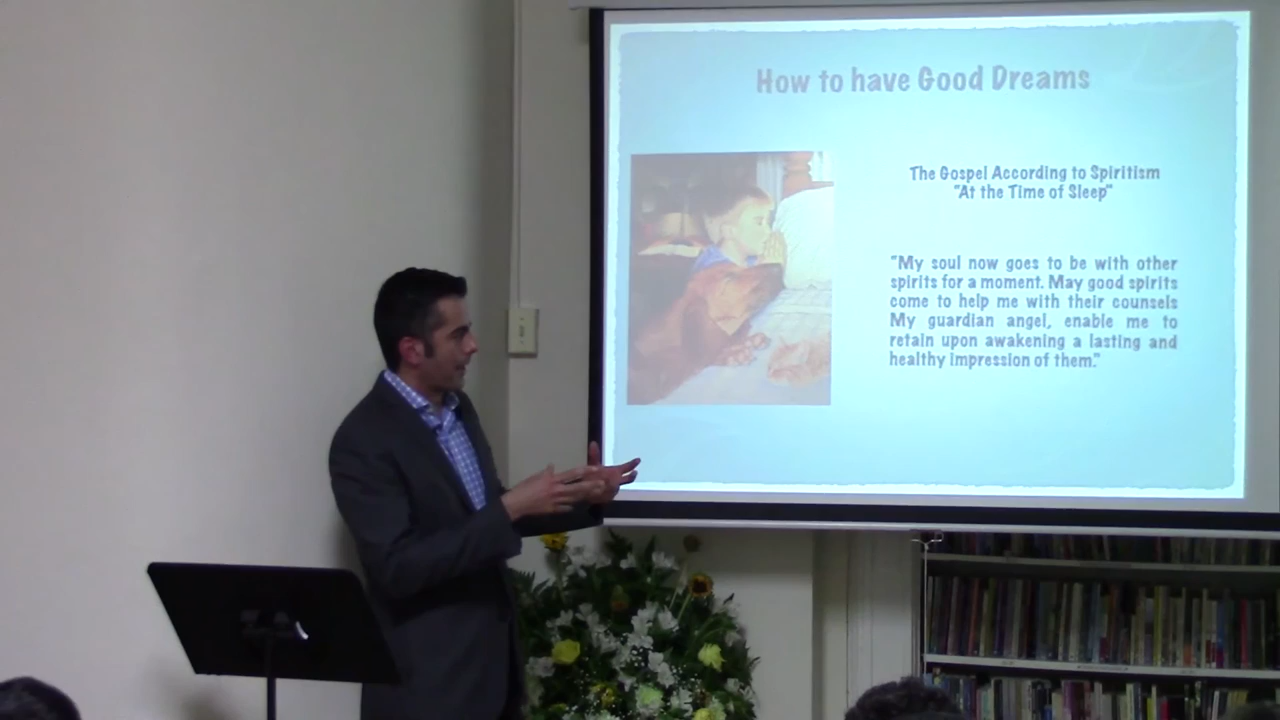 How to have Good Dreams
The Gospel According to Spiritism
"At the Time of Sleep"
"My soul now goes to be with other
spirits for a moment. May good spirits
come to help me with their counsels
My guardian angel, enable me to
retain upon awakening a lasting and
healthy impression of them."